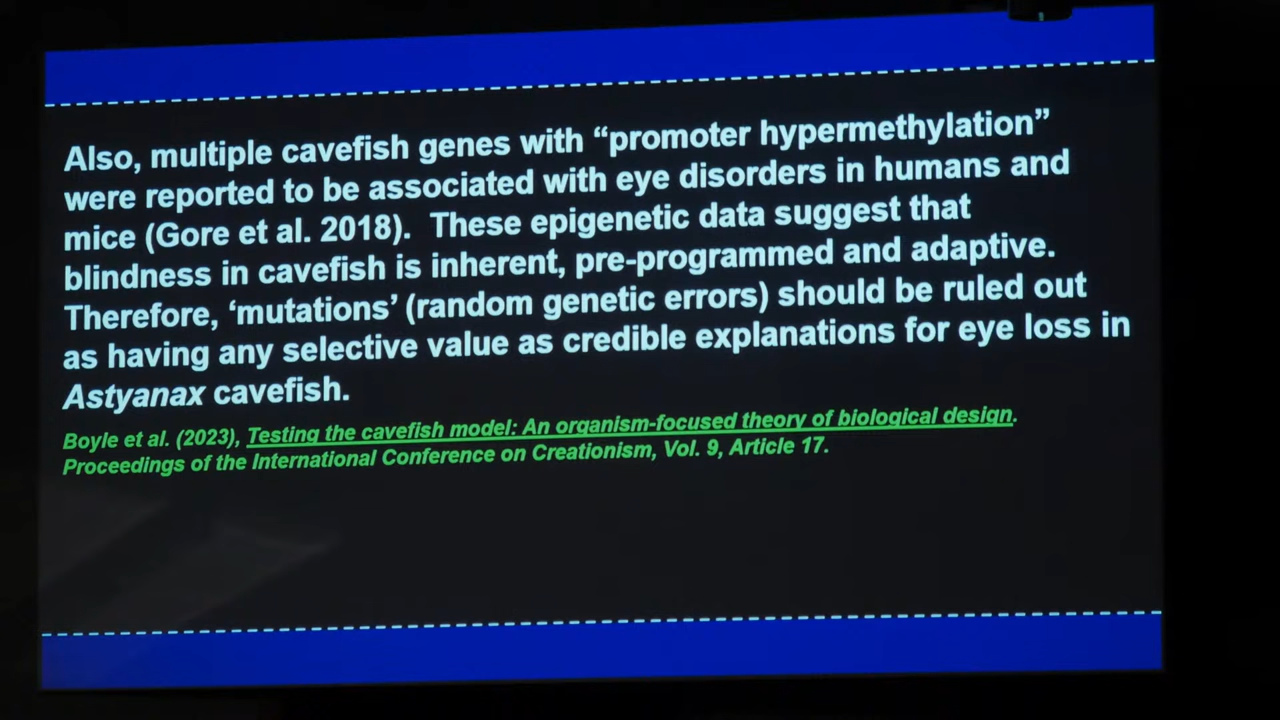 Also, multiple cavefish genes with “promoter hypermethylation”
were reported to be associated with eye disorders in humans and
mice (Gore et al. 2018).  These epigenetic data suggest that
blindness in cavefish is inherent, pre-programmed and adaptive.
Therefore, ‘mutations’ (random genetic errors) should be ruled out
as having any selective value as credible explanations for eye loss in
Astyanax cavefish.
Boyle et al. (2023), Testing the cavefish model: An organism-focused theory of biological design.
Proceedings of the International Conference on Creationism, Vol. 9, Article 17.